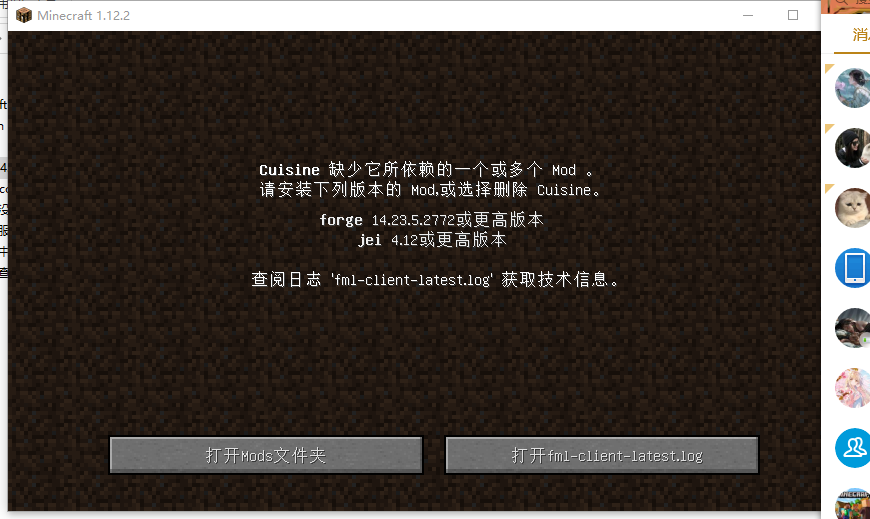 Minecraft 1.12.2
Cuisine 缺少它所依赖的一个或多个 Mod 。
请安装下列版本的 Mod,或选择删除 Cuisine。
forge 14.23.5.2772或更高版本
jei 4.12或更高版本
查阅日志 'fml-client-latest.log' 获取技术信息。
打开Mods文件夹
打开fml-client-latest.log